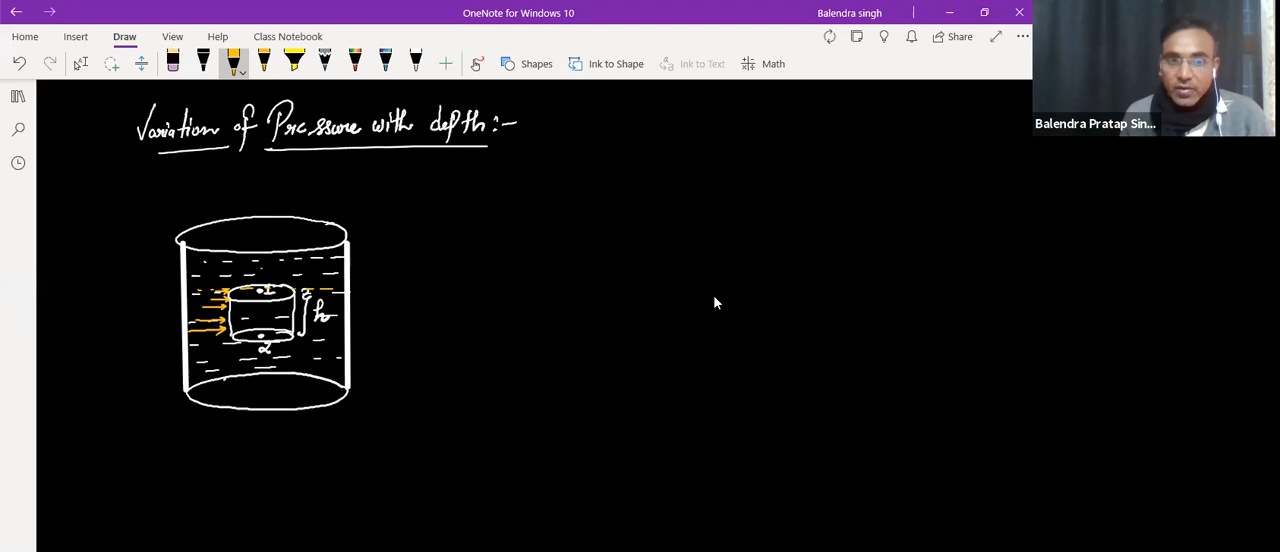 OneNote for Windows 10
Balendra singh
Home Insert Draw View Help Class Notebook
Share
Shapes Ink to Shape Ink to Text Math
Variation of Pressure with depth :-
Balendra Pratap Sin...
1
h
2